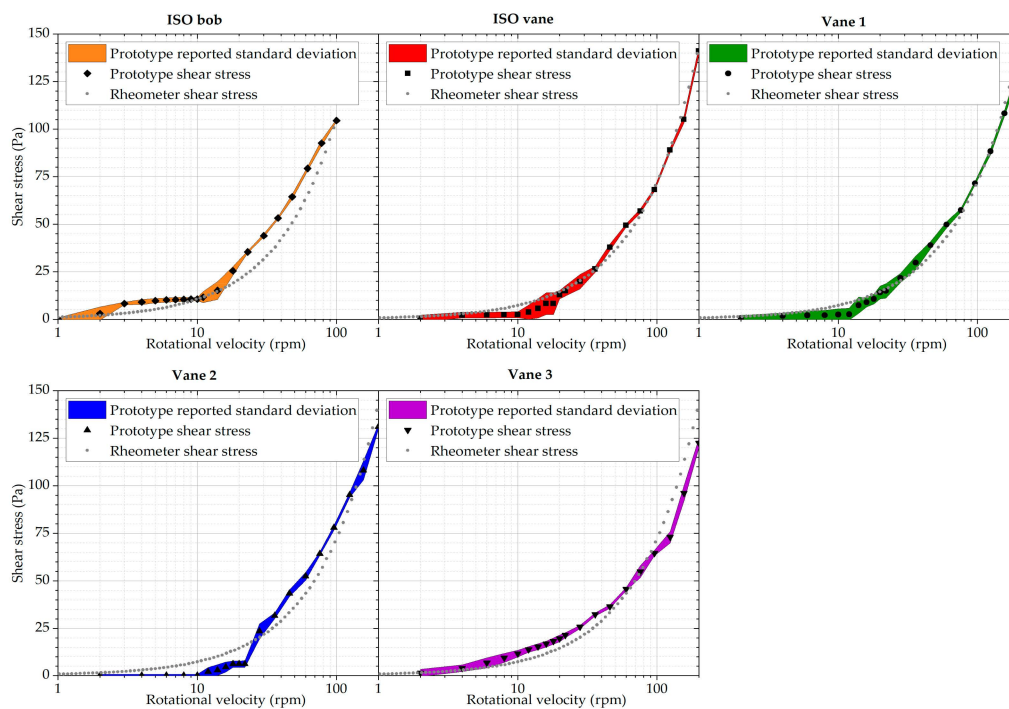 ISO bob
ISO vane
Vane 1
150
125
100
75
50
25
0
Shear stress (Pa)
Prototype reported standard deviation
Prototype shear stress
Rheometer shear stress
Prototype reported standard deviation
Prototype shear stress
Rheometer shear stress
Prototype reported standard deviation
Prototype shear stress
Rheometer shear stress
1 10 100
1 10 100
1 10 100
Rotational velocity (rpm)
Rotational velocity (rpm)
Rotational velocity (rpm)
Vane 2
Vane 3
150
125
100
75
50
25
0
Shear stress (Pa)
Prototype reported standard deviation
Prototype shear stress
Rheometer shear stress
Prototype reported standard deviation
Prototype shear stress
Rheometer shear stress
1 10 100
1 10 100
Rotational velocity (rpm)
Rotational velocity (rpm)